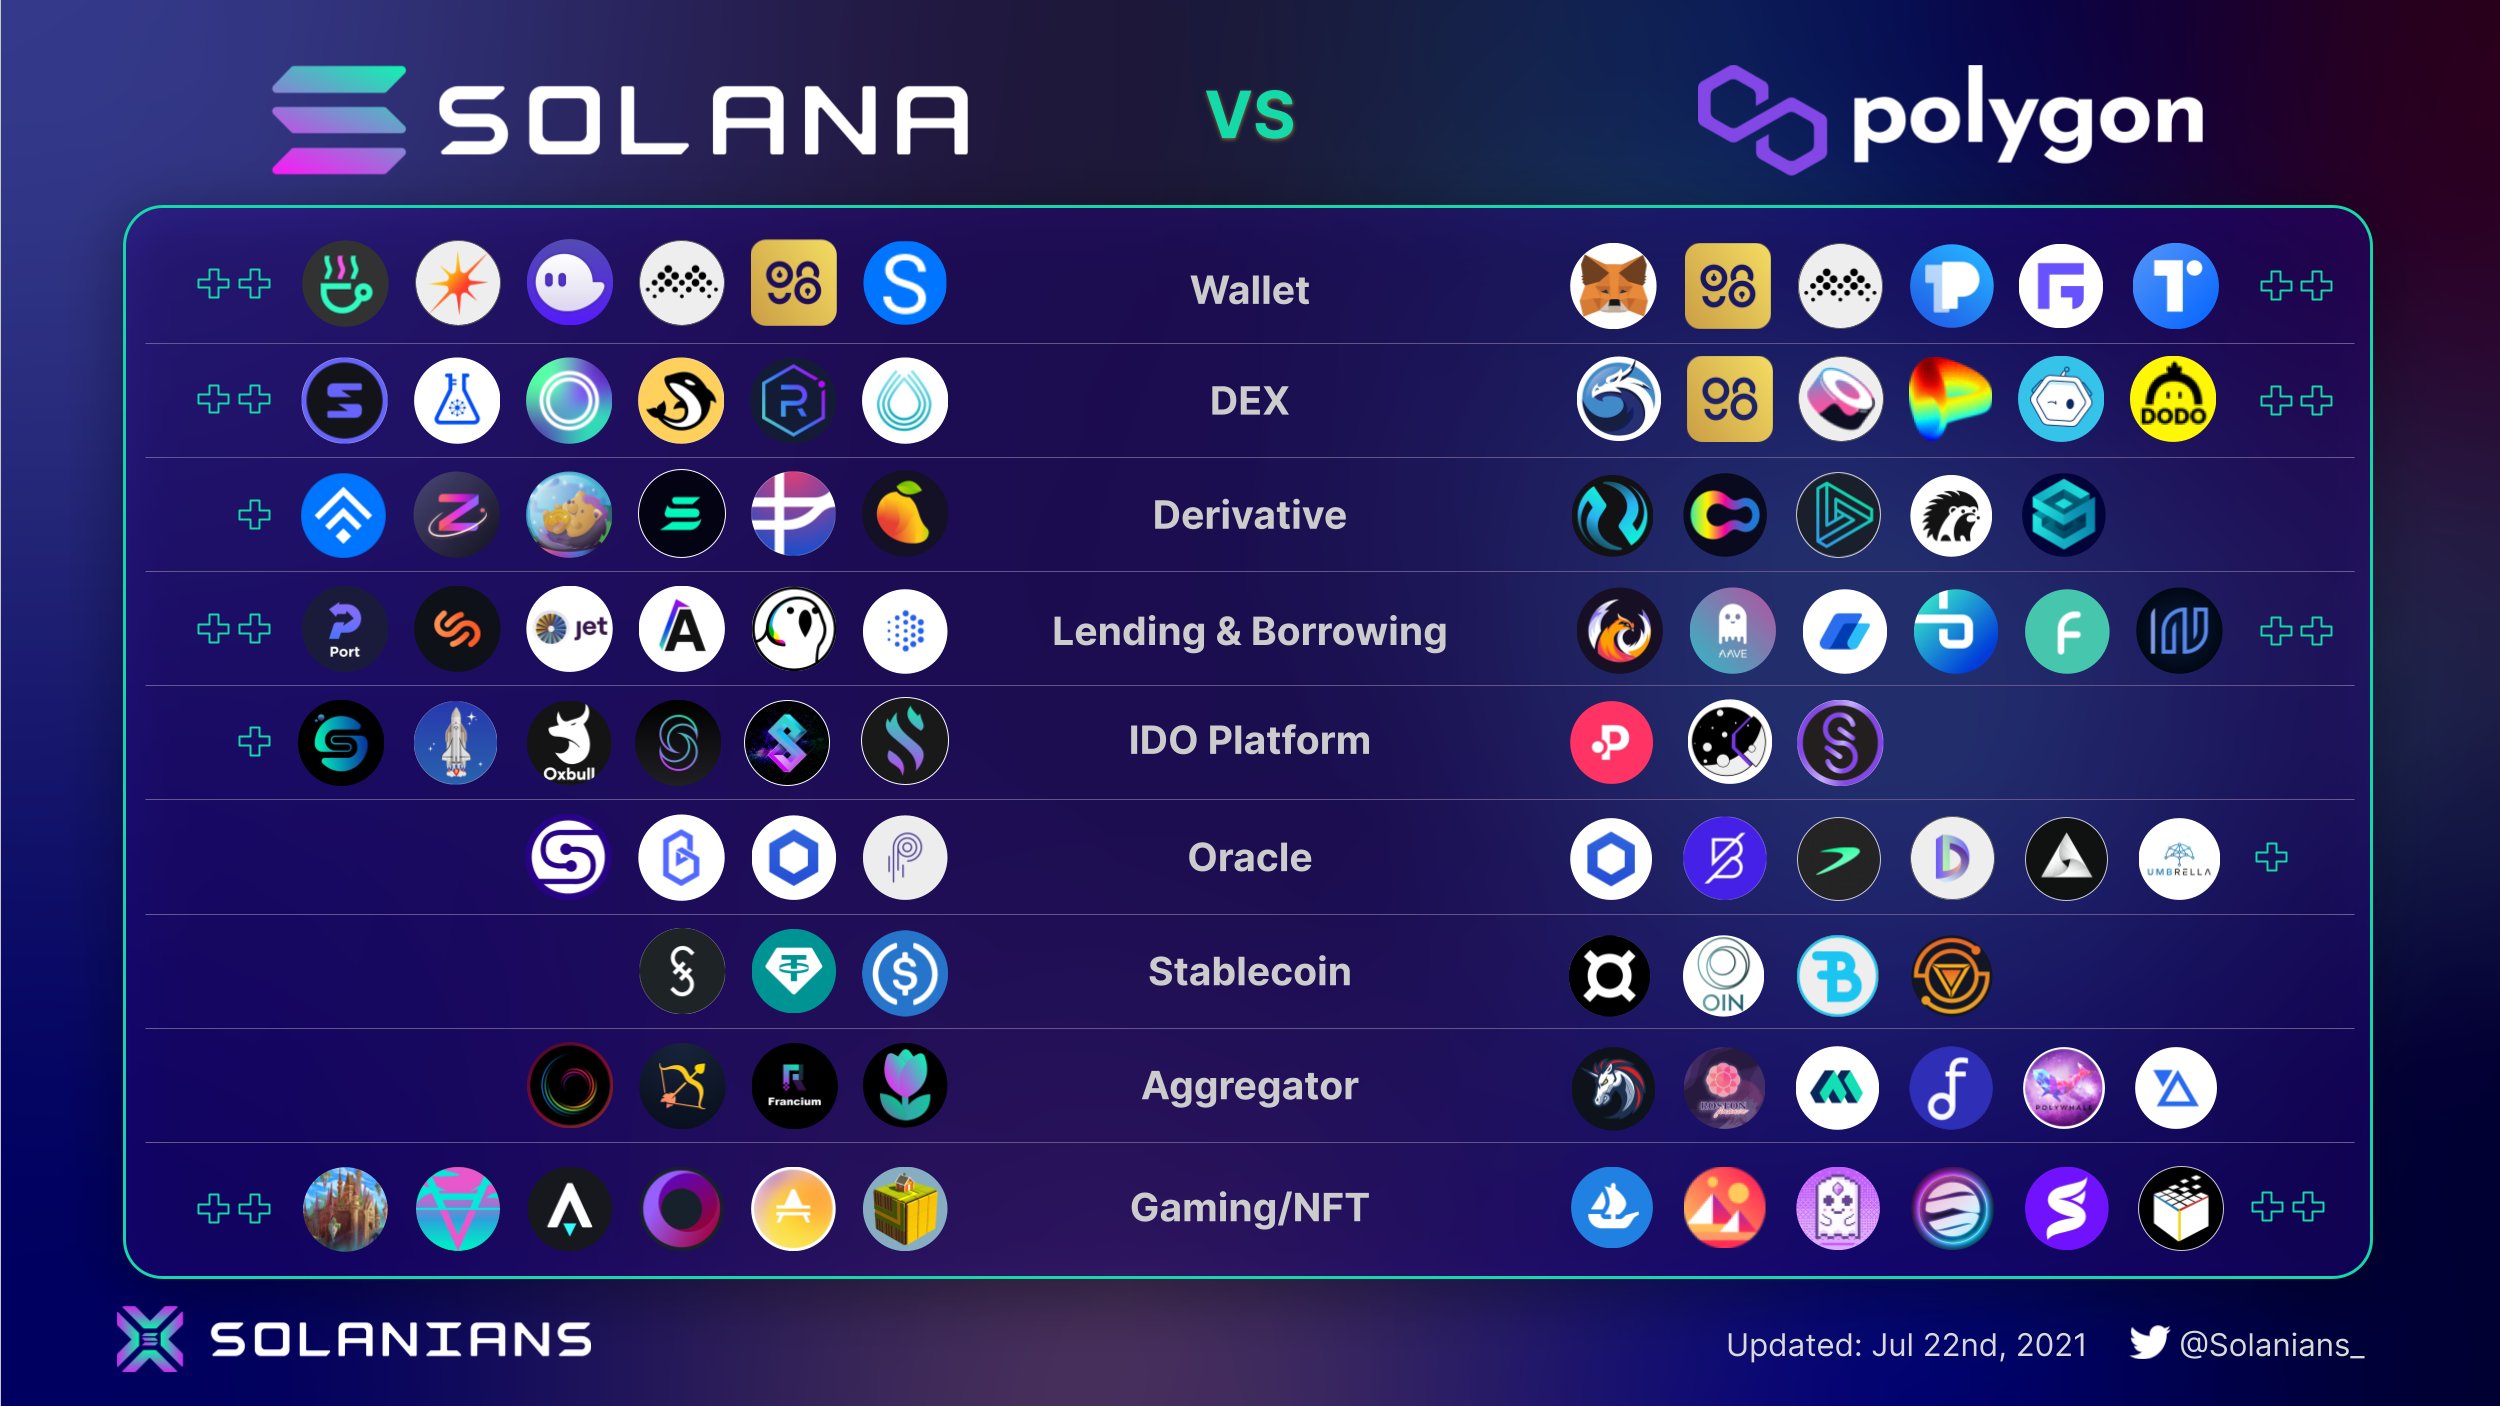 SOLANA VS polygon
Wallet
DEX
DODO
Derivative
Port
jet
Lending & Borrowing
AAVE
Oxbull
IDO Platform
Oracle
UMBRELLA
Stablecoin
OIN
Francium
Aggregator
POLYWHALE
Gaming/NFT
SOLANIANS
Updated: Jul 22nd, 2021
@Solanians_